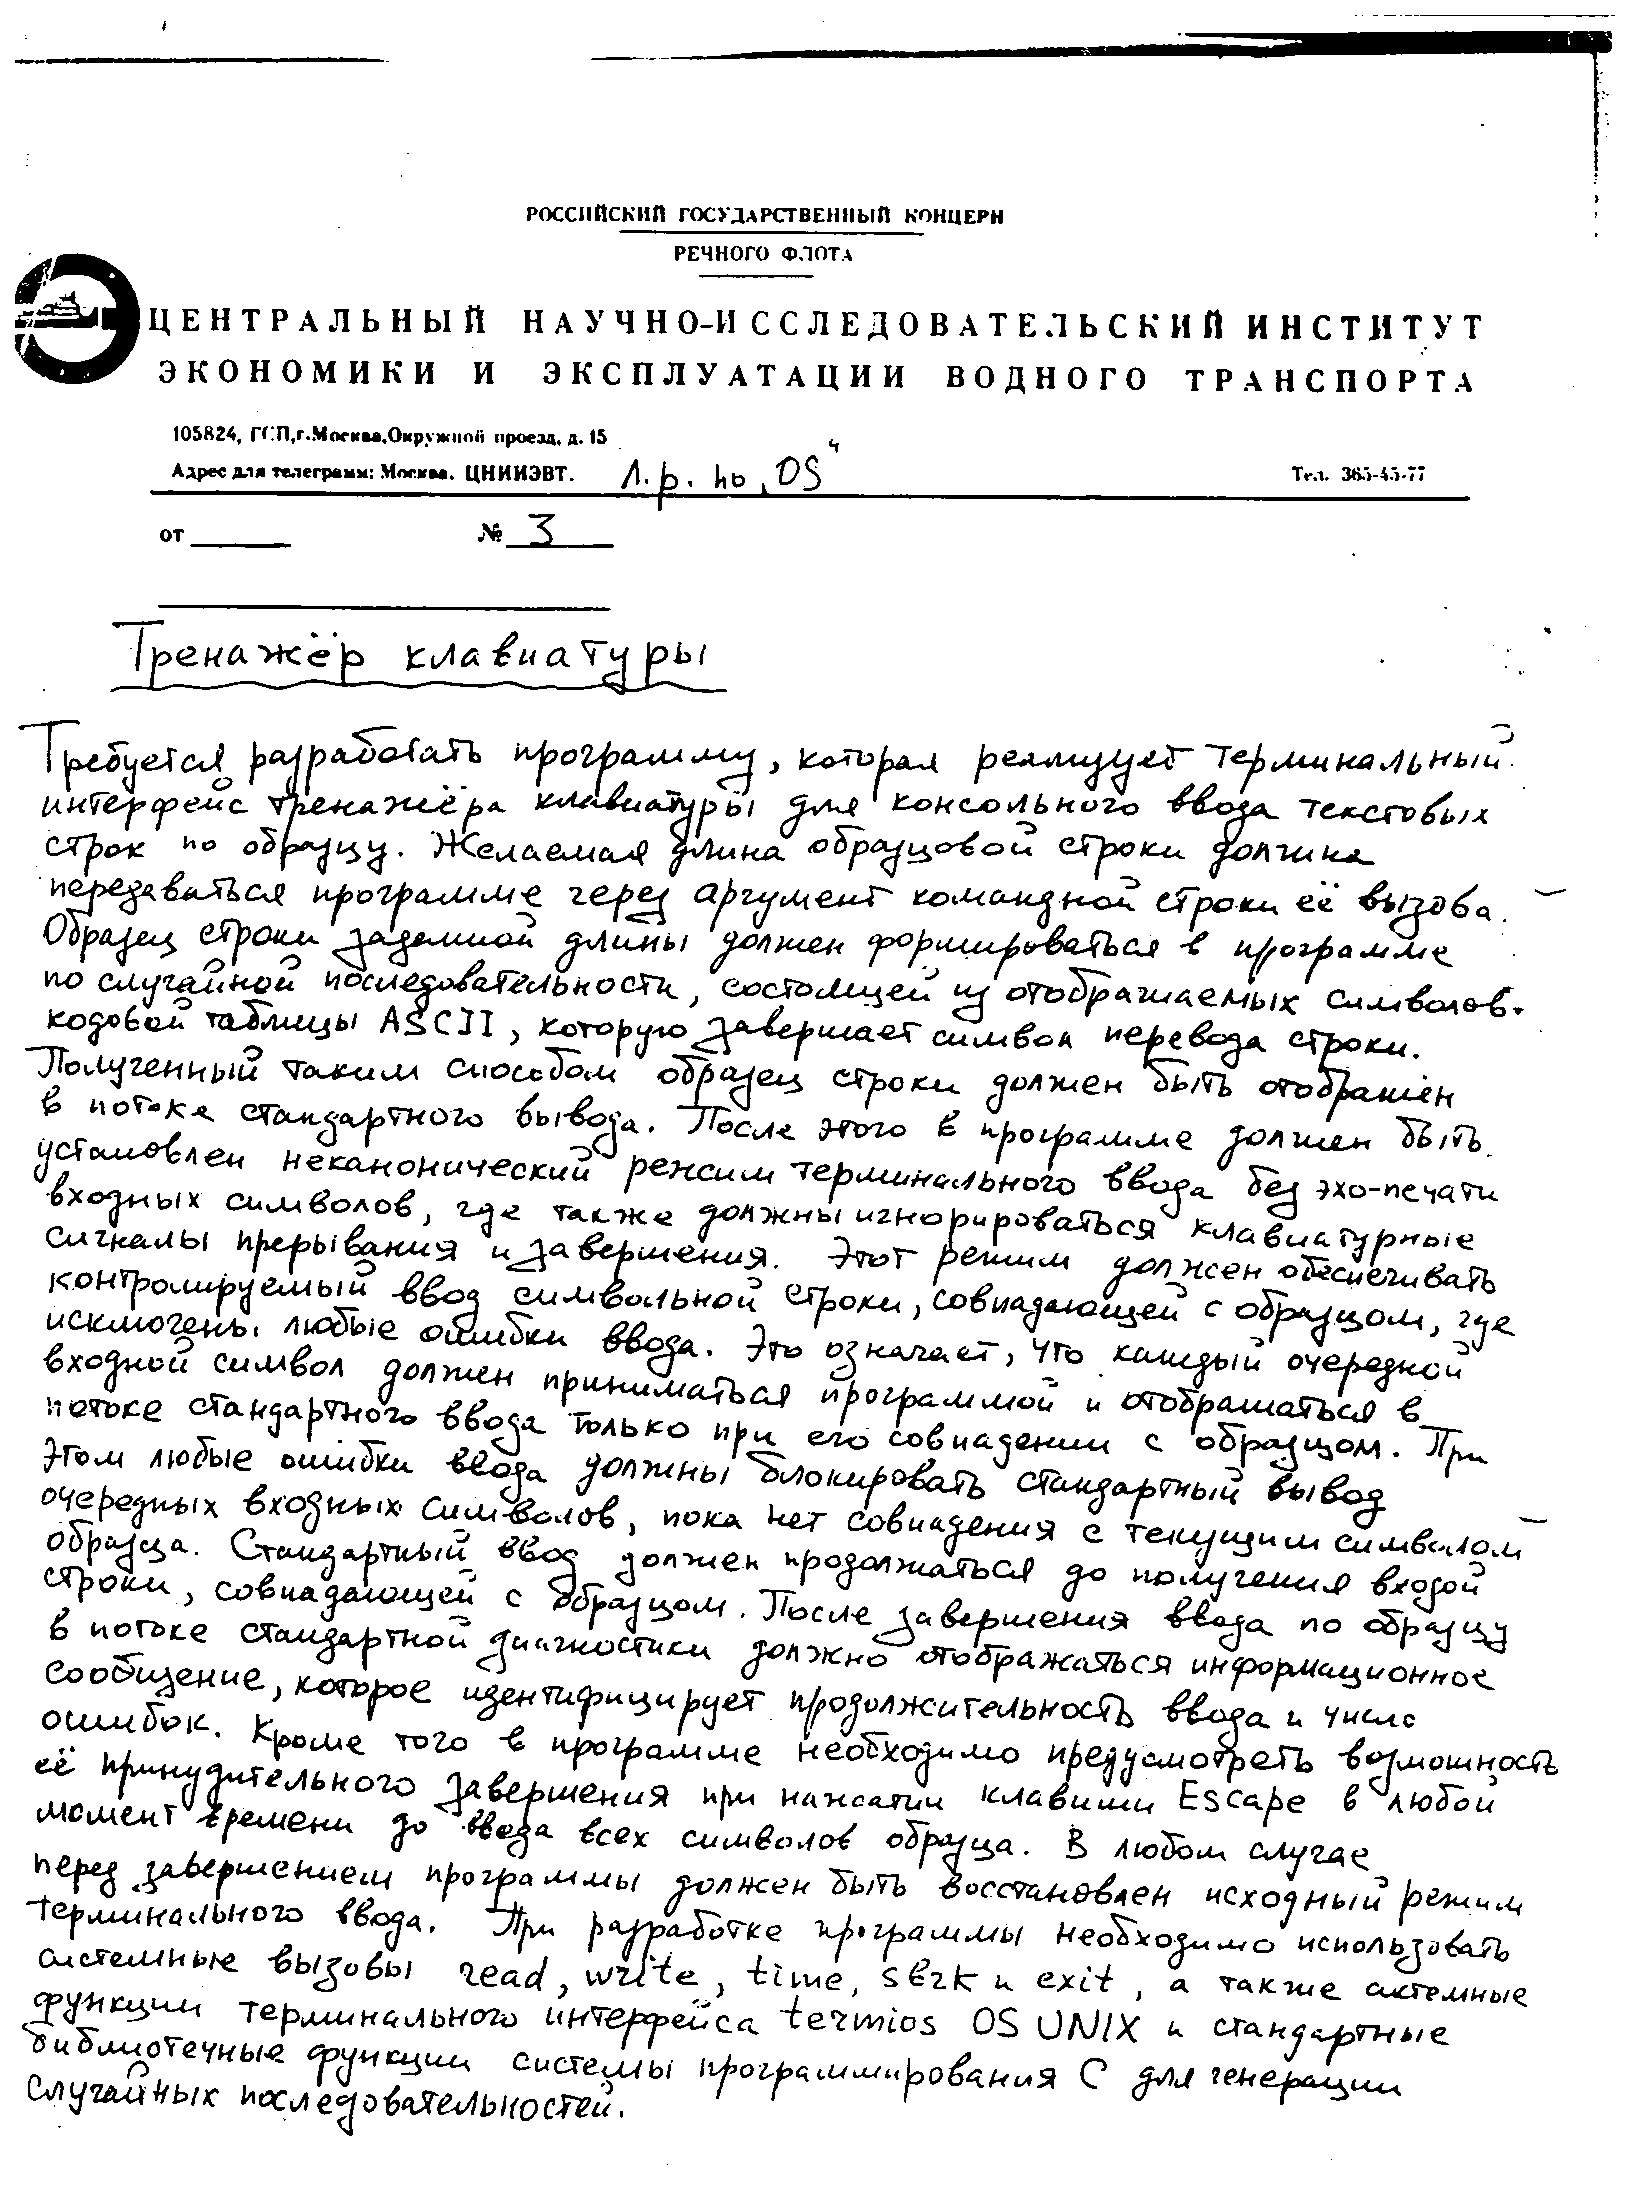 РОССИЙСКИЙ ГОСУДАРСТВЕННЫЙ КОНЦЕРН
РЕЧНОГО ФЛОТА
ЦЕНТРАЛЬНЫЙ НАУЧНО-ИССЛЕДОВАТЕЛЬСКИЙ ИНСТИТУТ
ЭКОНОМИКИ И ЭКСПЛУАТАЦИИ ВОДНОГО ТРАНСПОРТА
105824, ГСП, г. Москва, Окружной проезд, д. 15
Адрес для телеграмм: Москва. ЦНИИЭВТ. Л.р. по „OS“ Тел. 365-45-77
от № 3
Тренажёр клавиатуры
Требуется разработать программу, которая реализует терминальный
интерфейс тренажёра клавиатуры для консольного ввода текстовых
строк по образцу. Желаемая длина образцовой строки должна
передаваться программе через аргумент командной строки её вызова.
Образец строки заданной длины должен формироваться в программе
по случайной последовательности, состоящей из отображаемых символов
кодовой таблицы ASCII, которую завершает символ перевода строки.
Полученный таким способом образец строки должен быть отображен
в потоке стандартного вывода. После этого в программе должен быть
установлен неканонический режим терминального ввода без эхо-печати
входных символов, где также должны игнорироваться клавиатурные
сигналы прерывания и завершения. Этот режим должен обеспечивать
контролируемый ввод символьной строки, совпадающей с образцом, где
исключены любые ошибки ввода. Это означает, что каждый очередной
входной символ должен приниматься программой и отображаться в
потоке стандартного ввода только при его совпадении с образцом. При
этом любые ошибки ввода должны блокировать стандартный вывод
очередных входных символов, пока нет совпадения с текущим символом
образца. Стандартный ввод должен продолжаться до получения входой
строки, совпадающей с образцом. После завершения ввода по образцу
в потоке стандартной диагностики должно отображаться информационное
сообщение, которое идентифицирует продолжительность ввода и число
ошибок. Кроме того в программе необходимо предусмотреть возможность
её принудительного завершения при нажатии клавиши Escape в любой
момент времени до ввода всех символов образца. В любом случае
перед завершением программы должен быть восстановлен исходный режим
терминального ввода. При разработке программы необходимо использовать
системные вызовы read, write, time, sbrk и exit, а также системные
функции терминального интерфейса termios OS UNIX и стандартные
библиотечные функции системы программирования C для генерации
случайных последовательностей.